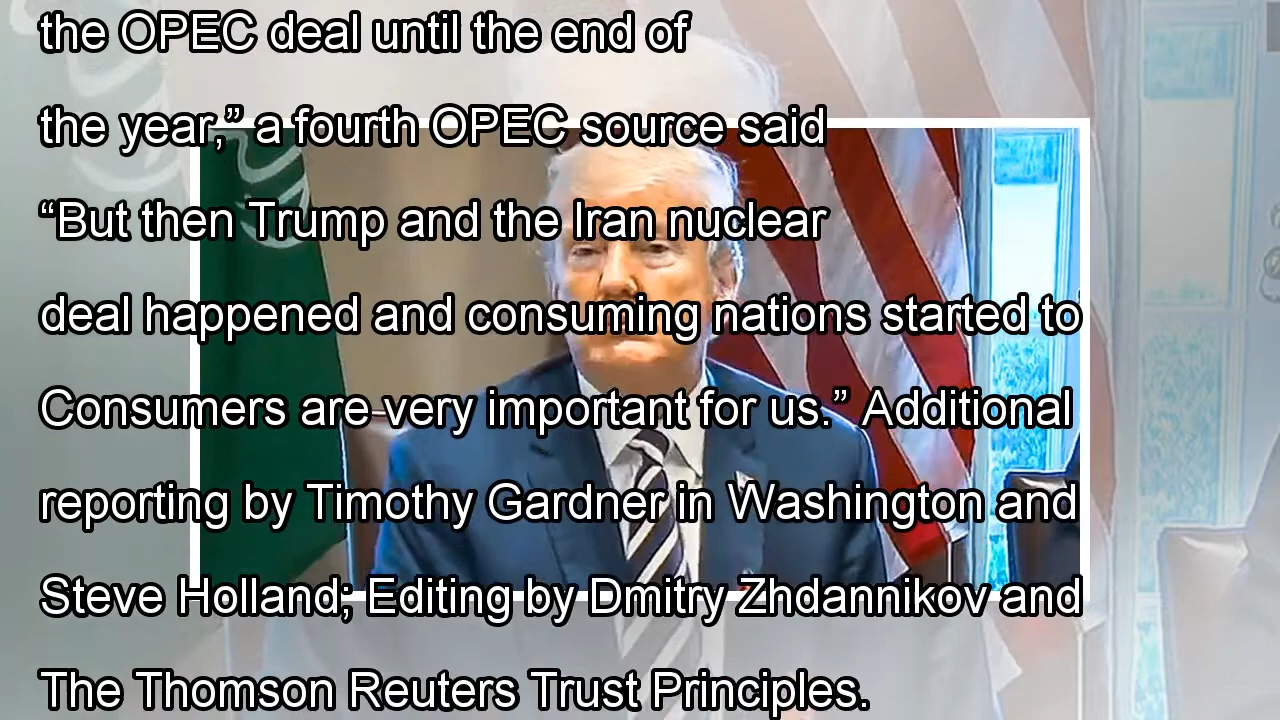 the OPEC deal until the end of
the year,” a fourth OPEC source said
“But then Trump and the Iran nuclear
deal happened and consuming nations started to
Consumers are very important for us.” Additional
reporting by Timothy Gardner in Washington and
Steve Holland; Editing by Dmitry Zhdannikov and
The Thomson Reuters Trust Principles.